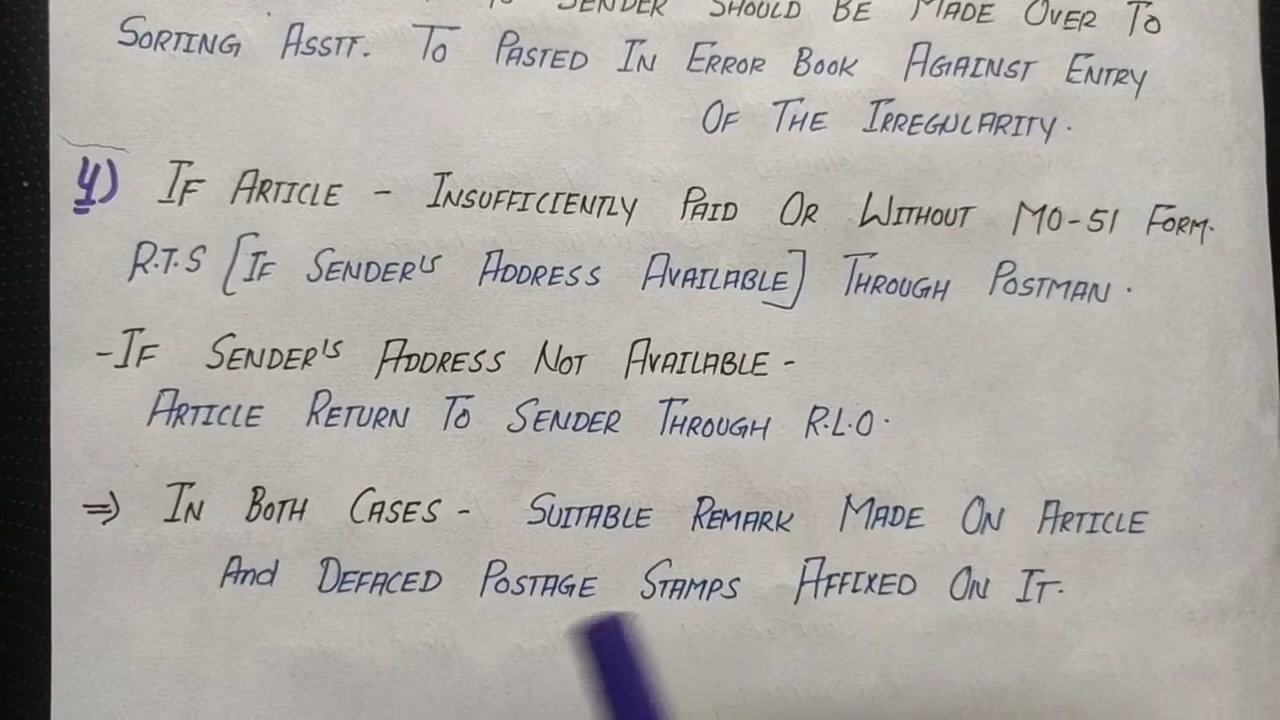 TO SENDER SHOULD BE MADE OVER TO
SORTING ASSTT. TO PASTED IN ERROR BOOK AGAINST ENTRY
OF THE IRREGULARITY.
4) IF ARTICLE - INSUFFICIENTLY PAID OR WITHOUT MO-51 FORM.
R.T.S [IF SENDER'S ADDRESS AVAILABLE] THROUGH POSTMAN.
-IF SENDER'S ADDRESS NOT AVAILABLE -
ARTICLE RETURN TO SENDER THROUGH R.L.O.
⇒ IN BOTH CASES - SUITABLE REMARK MADE ON ARTICLE
And DEFACED POSTAGE STAMPS AFFIXED ON IT.